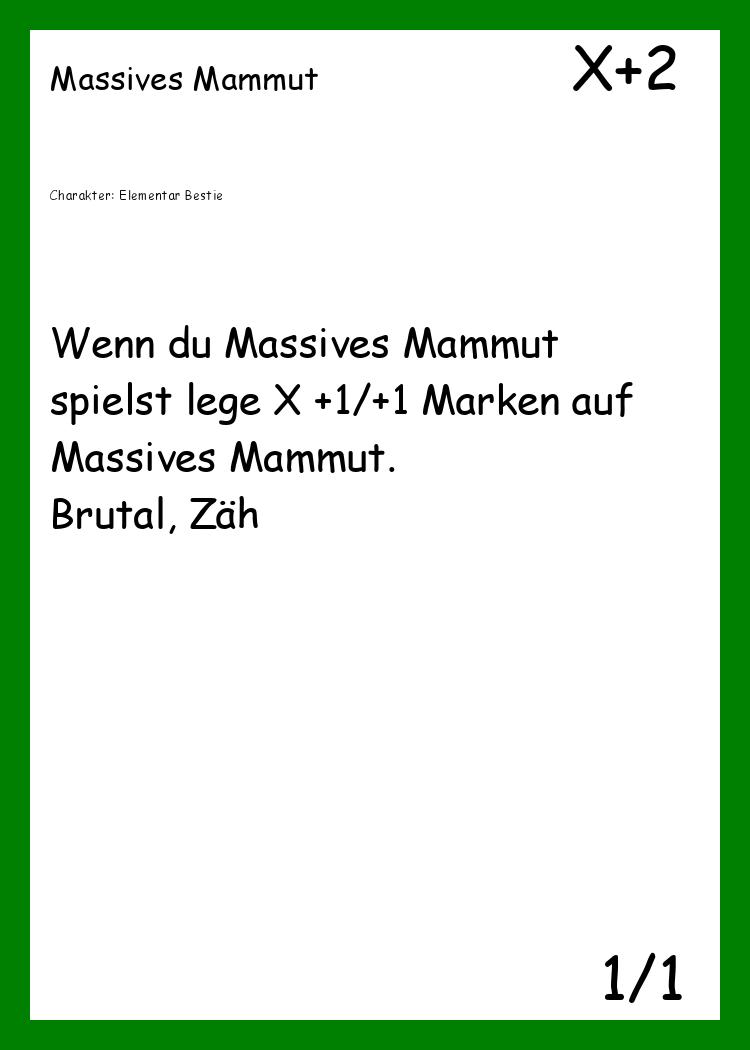 Massives Mammut
X+2
Charakter: Elementar Bestie
Wenn du Massives Mammut
spielst lege X +1/+1 Marken auf
Massives Mammut.
Brutal, Zäh
1/1